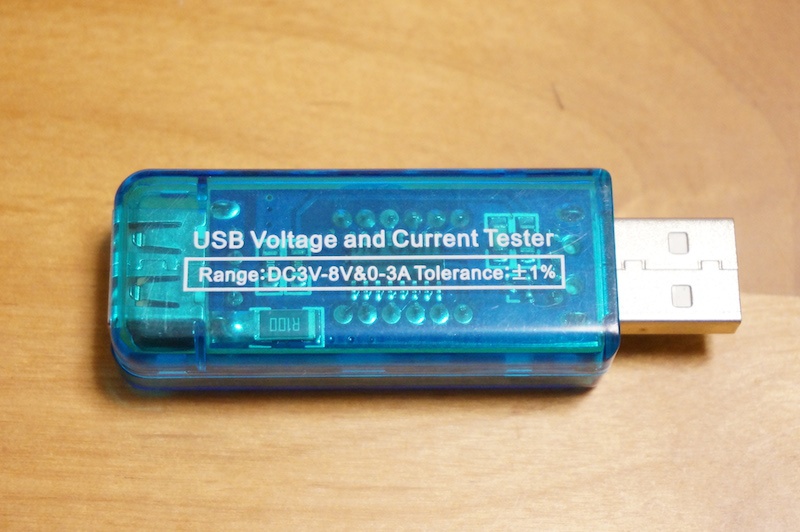 USB Voltage and Current Tester
Range:DC3V-8V&0-3A Tolerance:±1%
R100